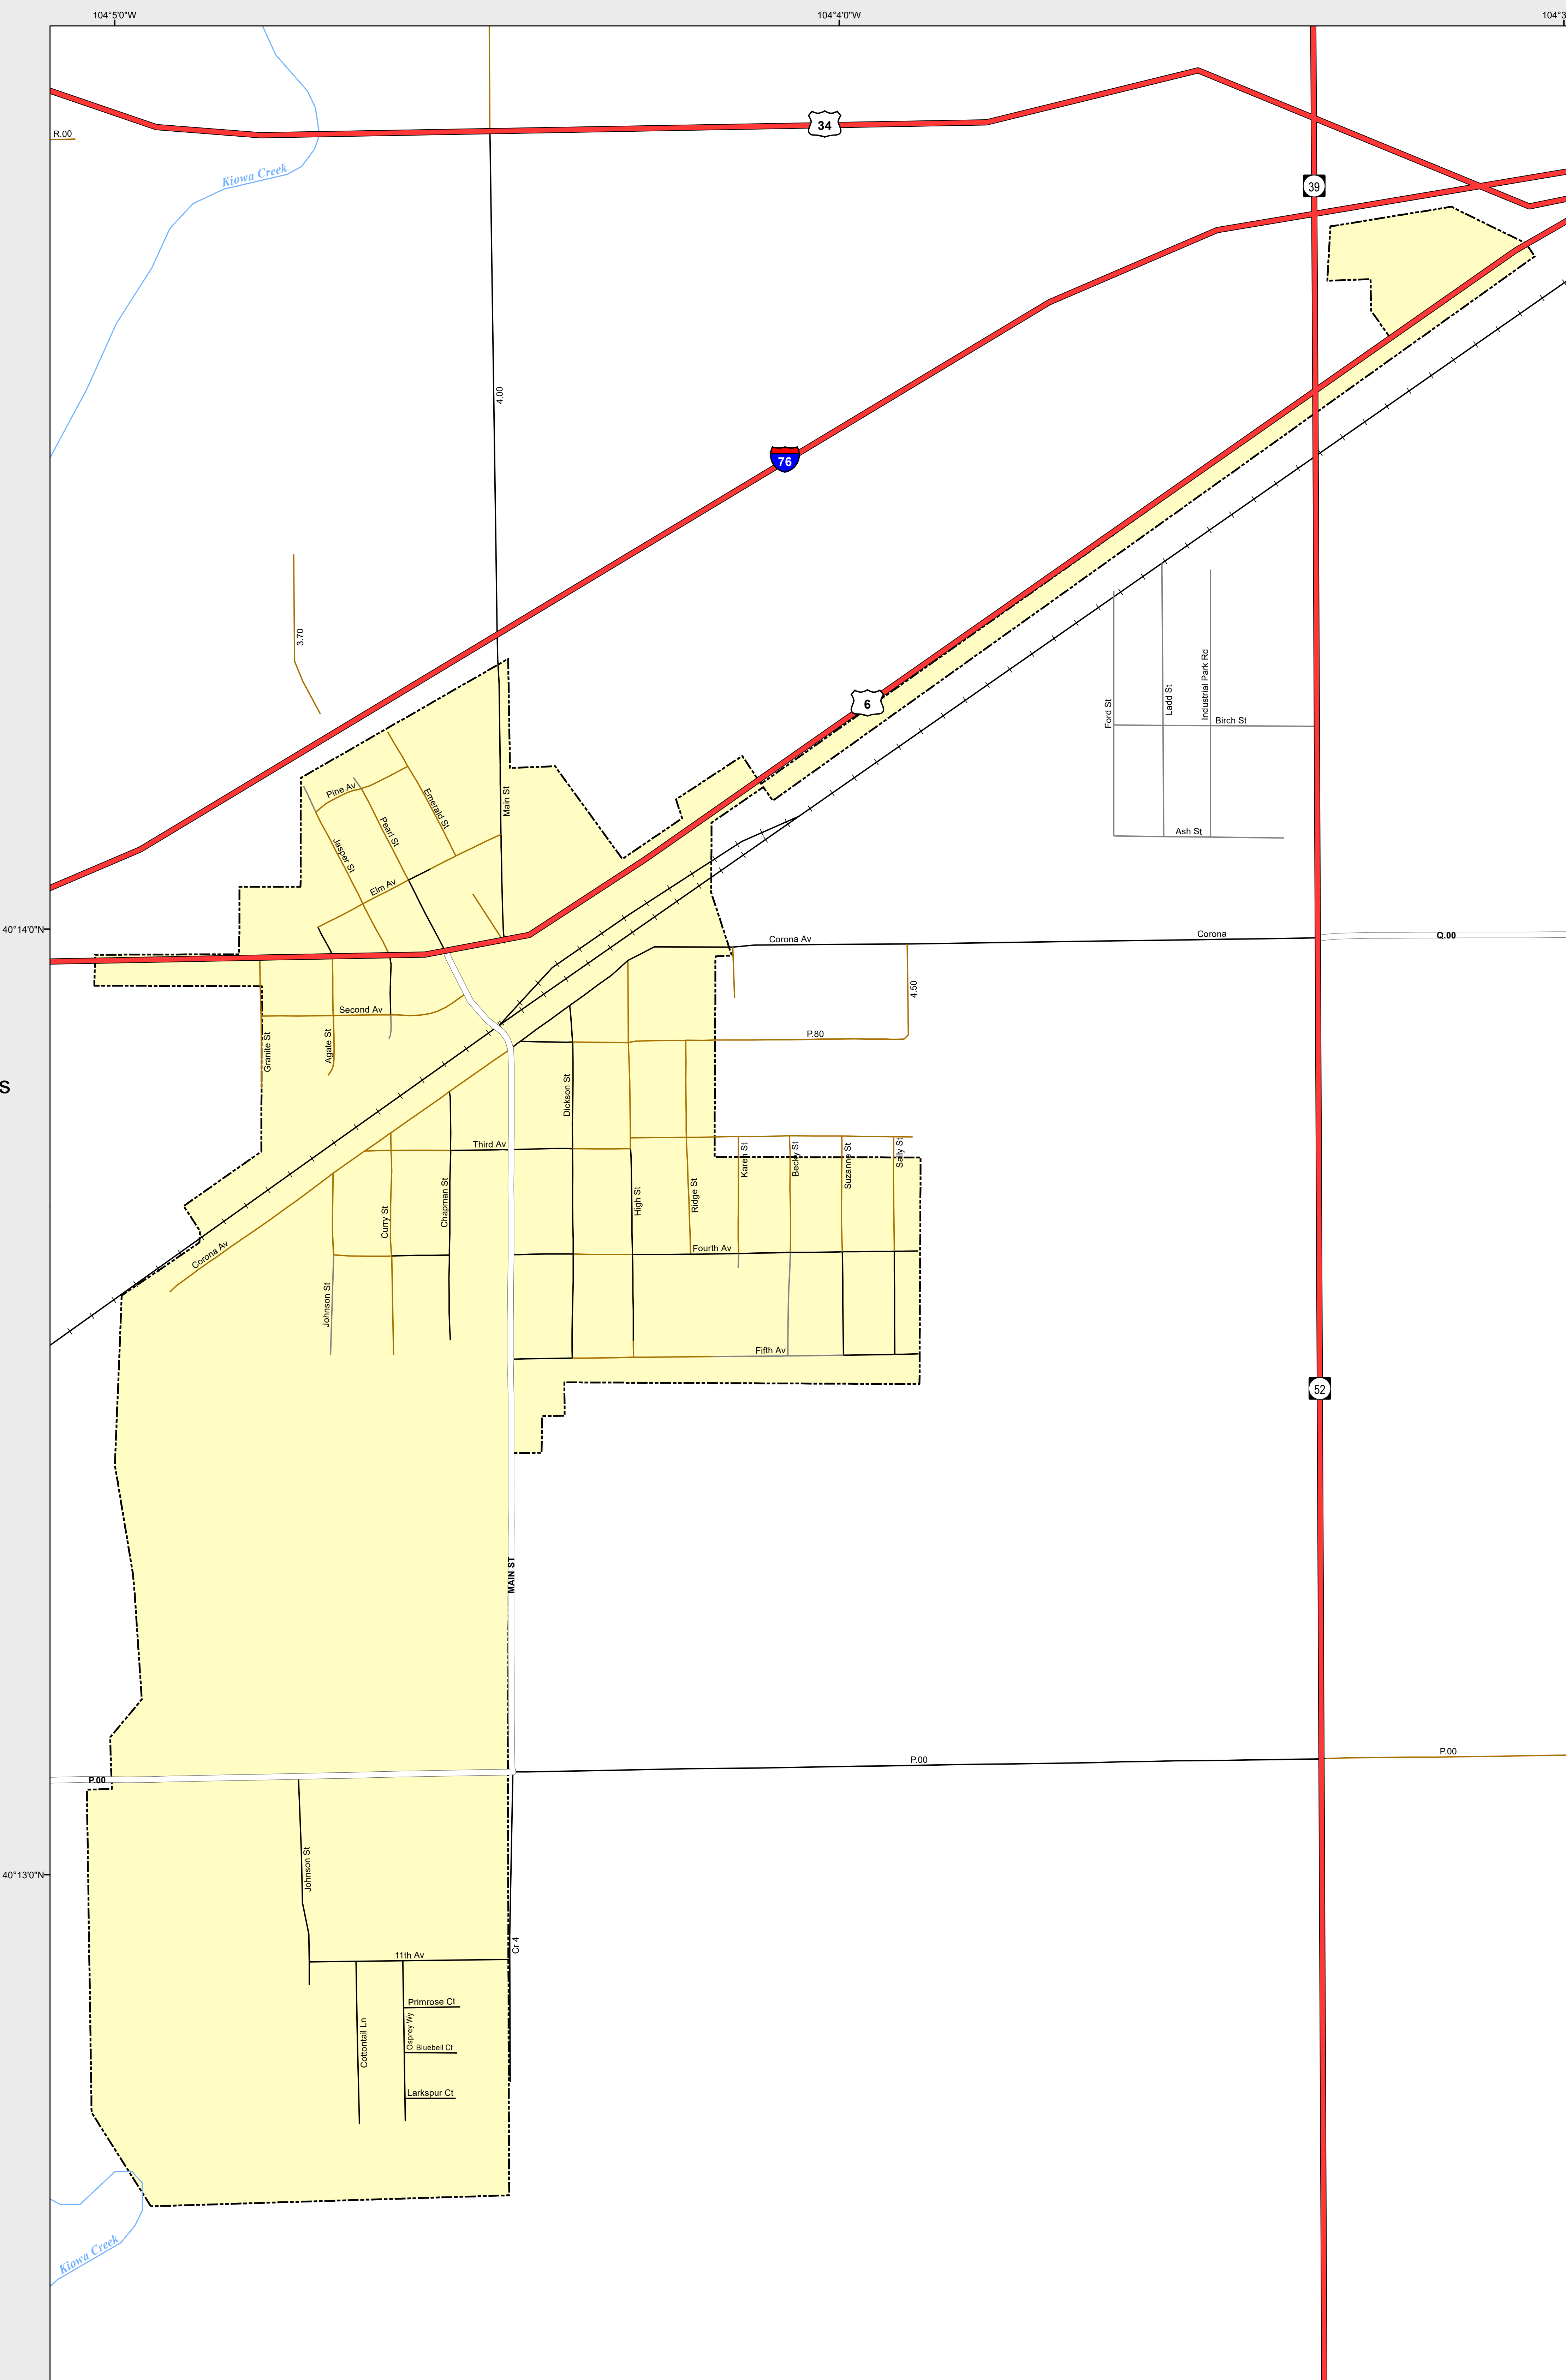 104°5'0"W
104°4'0"W
104°3
R.00
34
Kiowa Creek
39
4.00
76
3.70
6
Ford St
Ladd St
Industrial Park Rd
Birch St
Pine Av
Emerald St
Main St
Pearl St
Jasper St
Ash St
Elm Av
40°14'0"N
Corona Av
Corona
Q.00
4.50
Second Av
Granite St
Agate St
P.80
S
Dickson St
Third Av
Karen St
Becky St
Suzanne St
Sally St
Curry St
Chapman St
High St
Ridge St
Corona Av
Fourth Av
Johnson St
Fifth Av
52
MAIN ST
P.00
P.00
P.00
Johnson St
40°13'0"N
Cr 4
11th Av
Primrose Ct
Osprey Wy
Cottontail Ln
Bluebell Ct
Larkspur Ct
Kiowa Creek